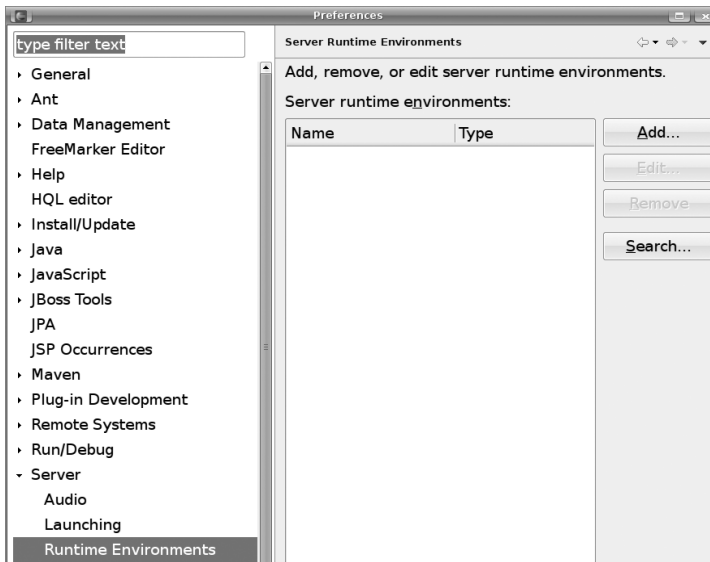 Preferences
type filter text
General
Ant
Data Management
FreeMarker Editor
Help
HQL editor
Install/Update
Java
JavaScript
JBoss Tools
JPA
JSP Occurrences
Maven
Plug-in Development
Remote Systems
Run/Debug
Server
Audio
Launching
Runtime Environments
Server Runtime Environments
Add, remove, or edit server runtime environments.
Server runtime environments:
Name Type
Add...
Edit...
Remove
Search...